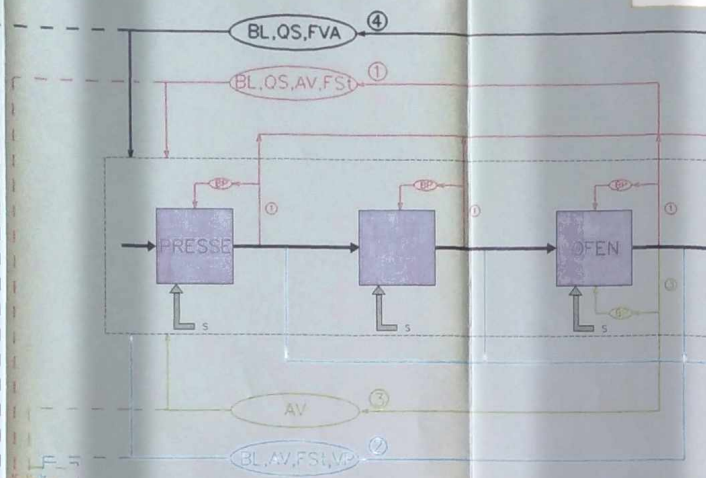 BL,QS,FVA ④
BL,QS,AV,FSt ①
BP BP BP
① ① ①
PRESSE OFEN
③
BP
S S S
AV ③
BL,AV,FSt,VP ②